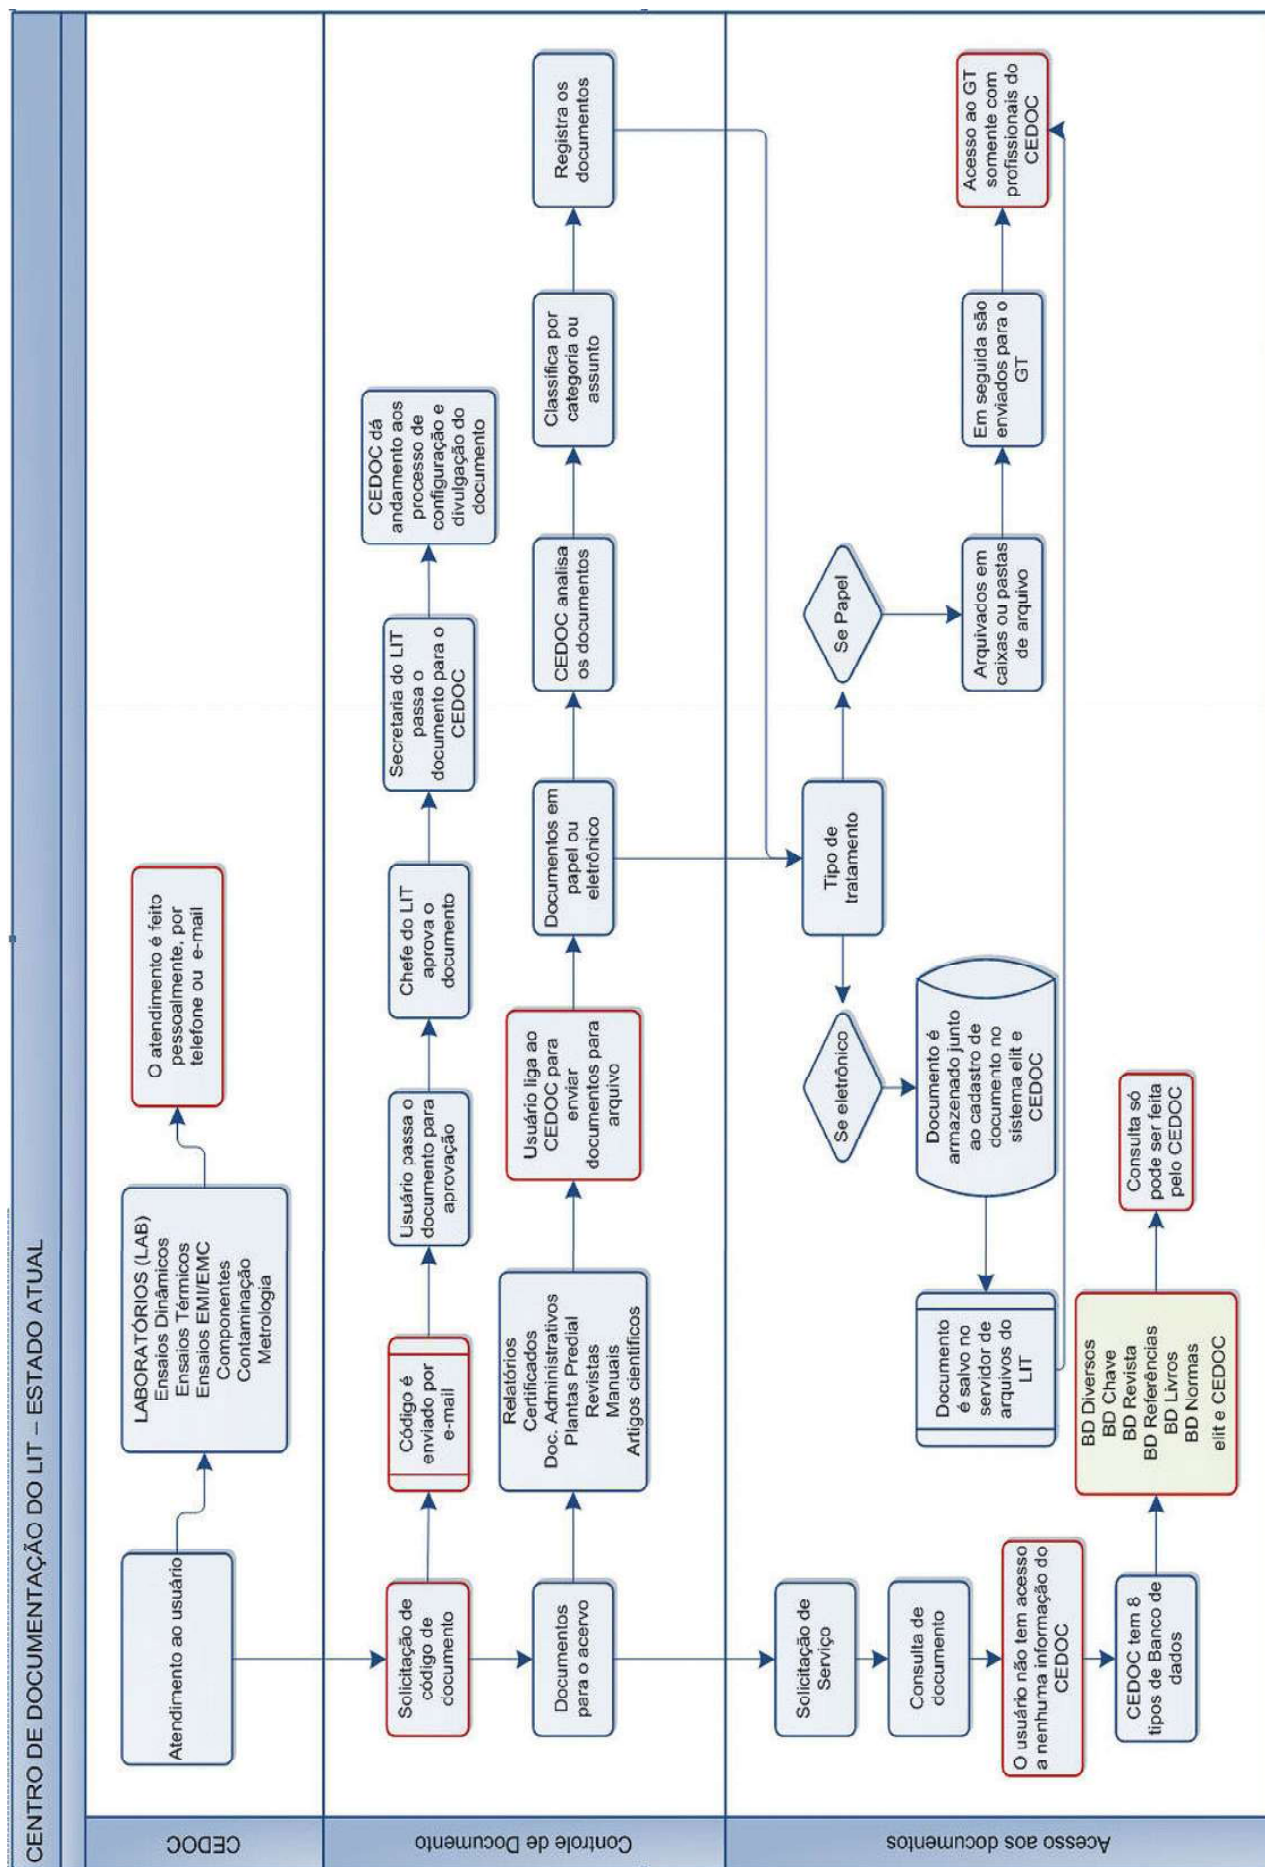 CENTRO DE DOCUMENTAÇÃO DO LIT – ESTADO ATUAL
CEDOC
Atendimento ao usuário
LABORATÓRIOS (LAB)
Ensaios Dinâmicos
Ensaios Térmicos
Ensaios EMI/EMC
Componentes
Contaminação
Metrologia
O atendimento é feito
pessoalmente, por
telefone ou e-mail
Controle de Documento
Solicitação de
código de
documento
Código é
enviado por
e-mail
Usuário passa o
documento para
aprovação
Chefe do LIT
aprova o
documento
Secretaria do LIT
passa o
documento para o
CEDOC
CEDOC dá
andamento aos
processo de
configuração e
divulgação do
documento
Documentos
para o acervo
Relatórios
Certificados
Doc. Administrativos
Plantas Predial
Revistas
Manuais
Artigos científicos
Usuário liga ao
CEDOC para
enviar
documentos para
arquivo
Documentos em
papel ou
eletrônico
CEDOC analisa
os documentos
Classifica por
categoria ou
assunto
Registra os
documentos
Acesso aos documentos
Solicitação de
Serviço
Consulta de
documento
O usuário não tem acesso
a nenhuma informação do
CEDOC
CEDOC tem 8
tipos de Banco de
dados
BD Diversos
BD Chave
BD Revista
BD Referências
BD Livros
BD Normas
elit e CEDOC
Consulta só
pode ser feita
pelo CEDOC
Tipo de
tratamento
Se eletrônico
Documento é
armazenado junto
ao cadastro de
documento no
sistema elit e
CEDOC
Documento
é salvo no
servidor de
arquivos do
LIT
Se Papel
Arquivados em
caixas ou pastas
de arquivo
Em seguida são
enviados para o
GT
Acesso ao GT
somente com
profissionais do
CEDOC